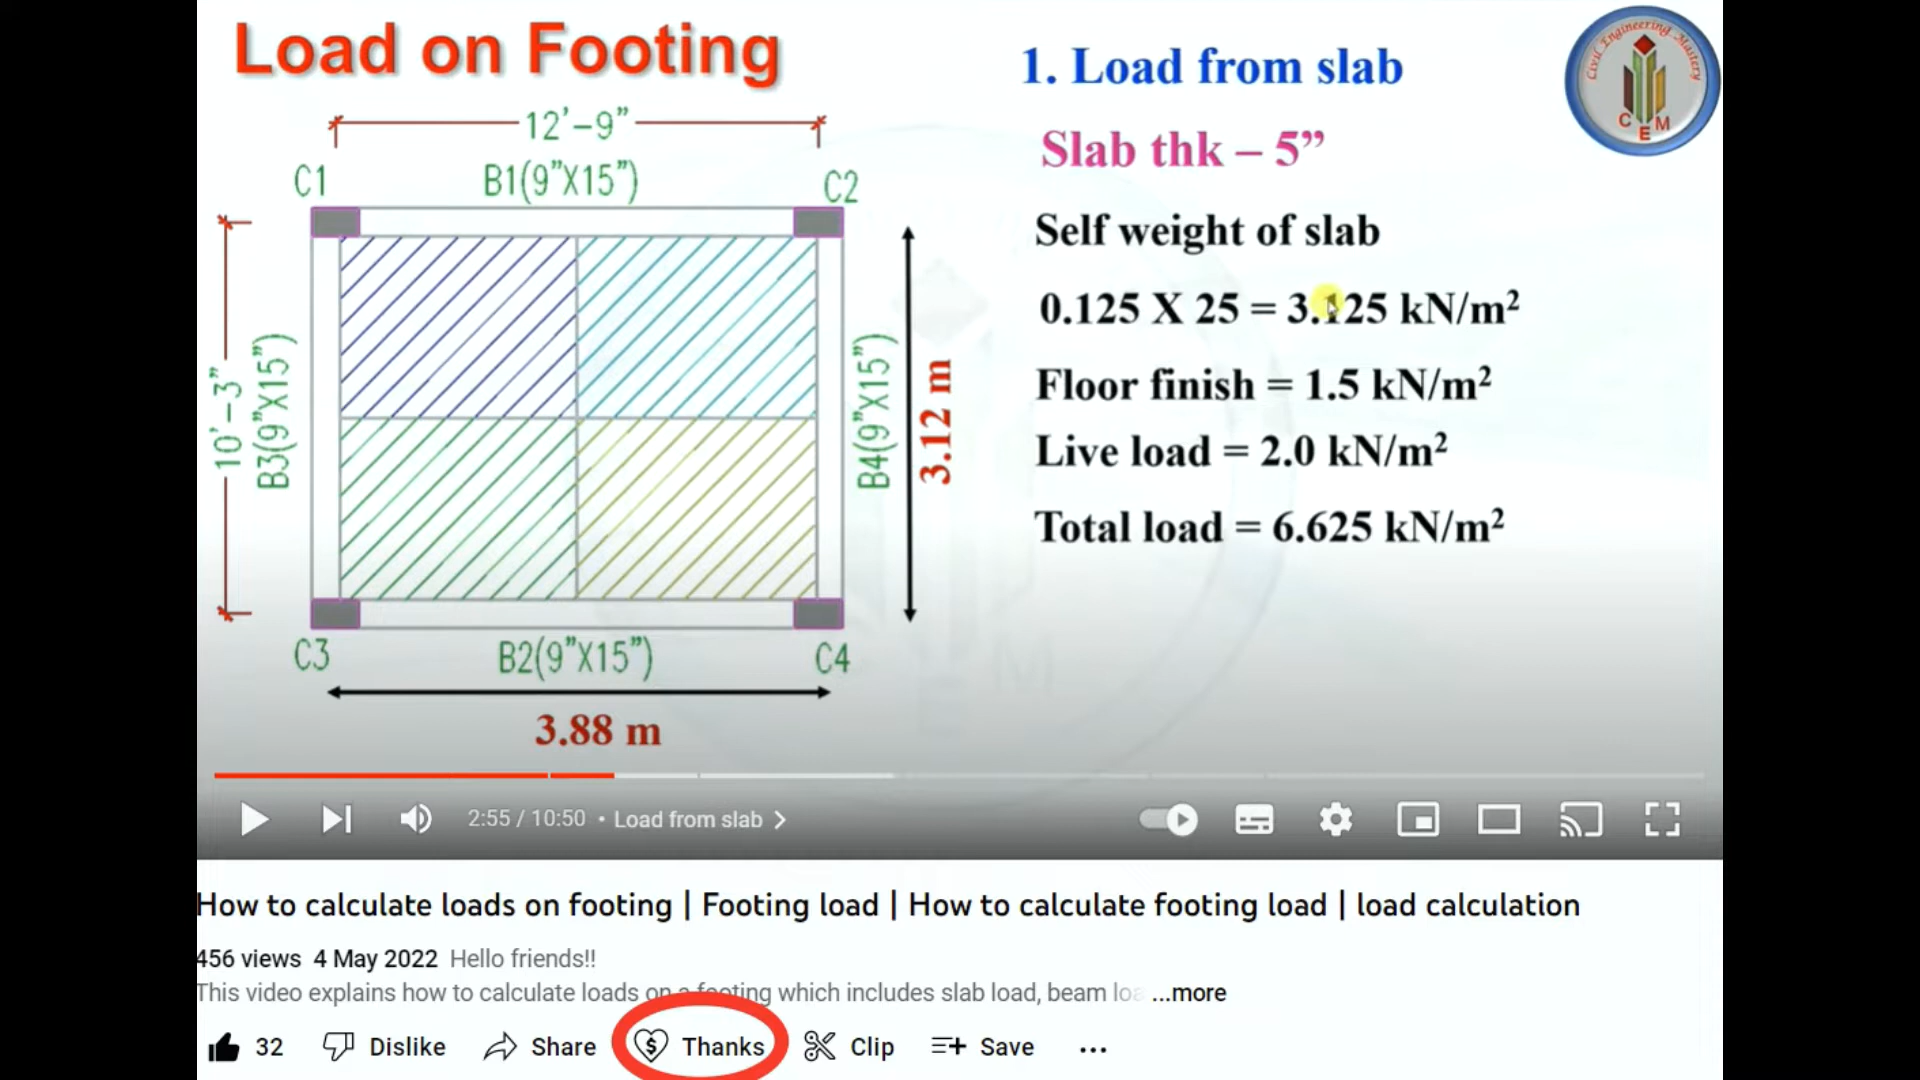 Load on Footing
1. Load from slab
Civil Engineering Mastery
C E M
12’–9”
Slab thk – 5”
C1
B1(9”X15”)
C2
Self weight of slab
0.125 X 25 = 3.125 kN/m²
10’–3”
B3(9”X15”)
B4(9”X15”)
3.12 m
Floor finish = 1.5 kN/m²
Live load = 2.0 kN/m²
Total load = 6.625 kN/m²
C3
B2(9”X15”)
C4
3.88 m
2:55 / 10:50 • Load from slab >
How to calculate loads on footing | Footing load | How to calculate footing load | load calculation
456 views 4 May 2022 Hello friends!!
This video explains how to calculate loads on a footing which includes slab load, beam loa ...more
32 Dislike Share $ Thanks Clip Save ...